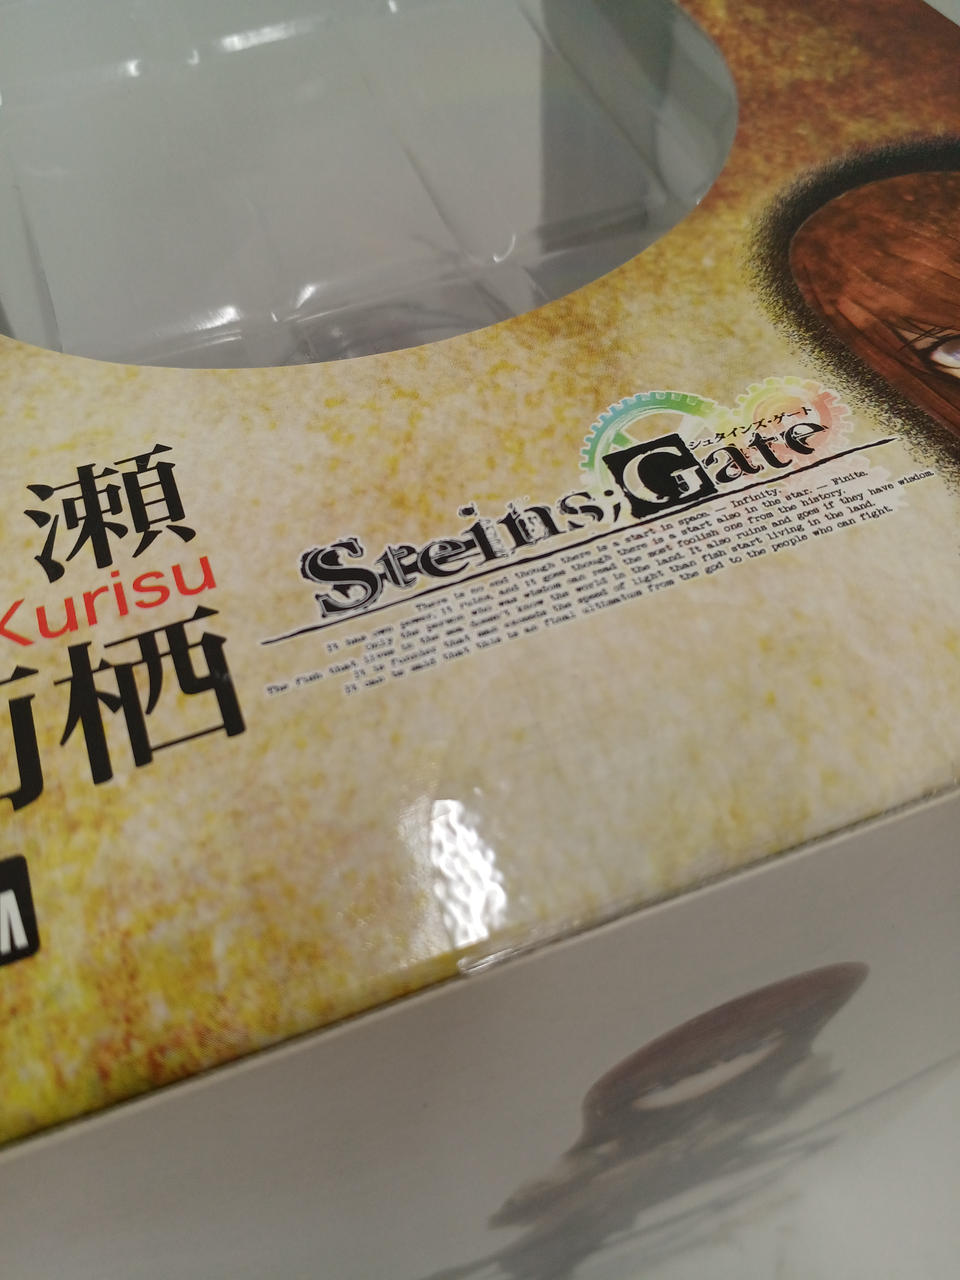 瀬
Kurisu
栖
シュタインズ・ゲート
Steins;Gate
There is no end though there is a start in space. — Infinity.
It has own power, it ruins, and it goes though there is a start also in the star. — Finite.
Only the person who was wisdom can read the most foolish one from the history.
The fish that lives in the sea doesn't know the world in the land. It also ruins and goes if they have wisdom.
It is funnier that man exceeds the speed of light than fish start living in the land.
It can be said that this is an final ultimatum from the god to the people who can fight.